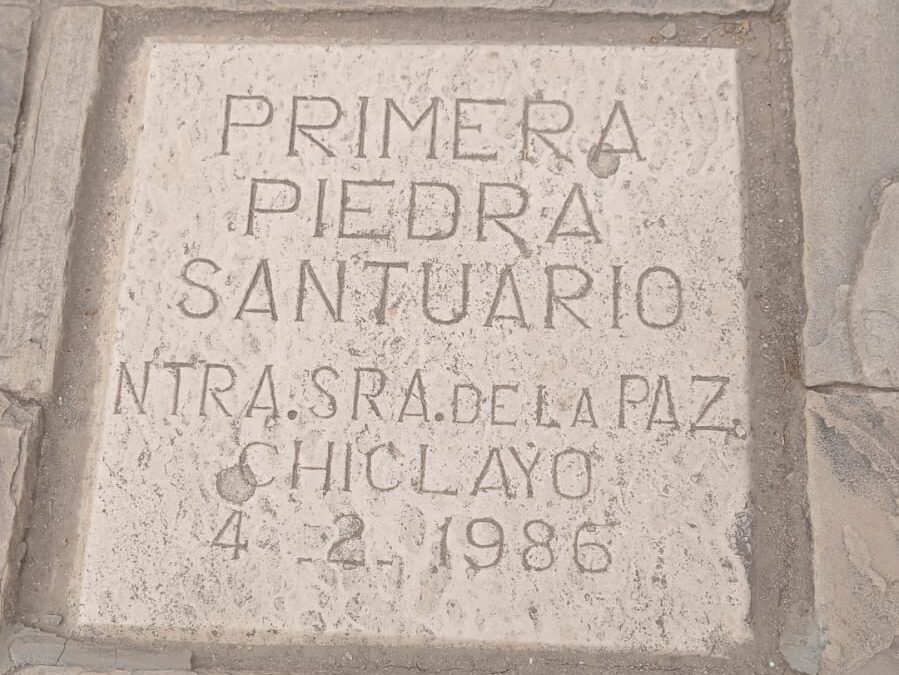 PRIMERA
PIEDRA
SANTUARIO
NTRA.SRA.DE LA PAZ.
CHICLAYO
4 .2. 1986